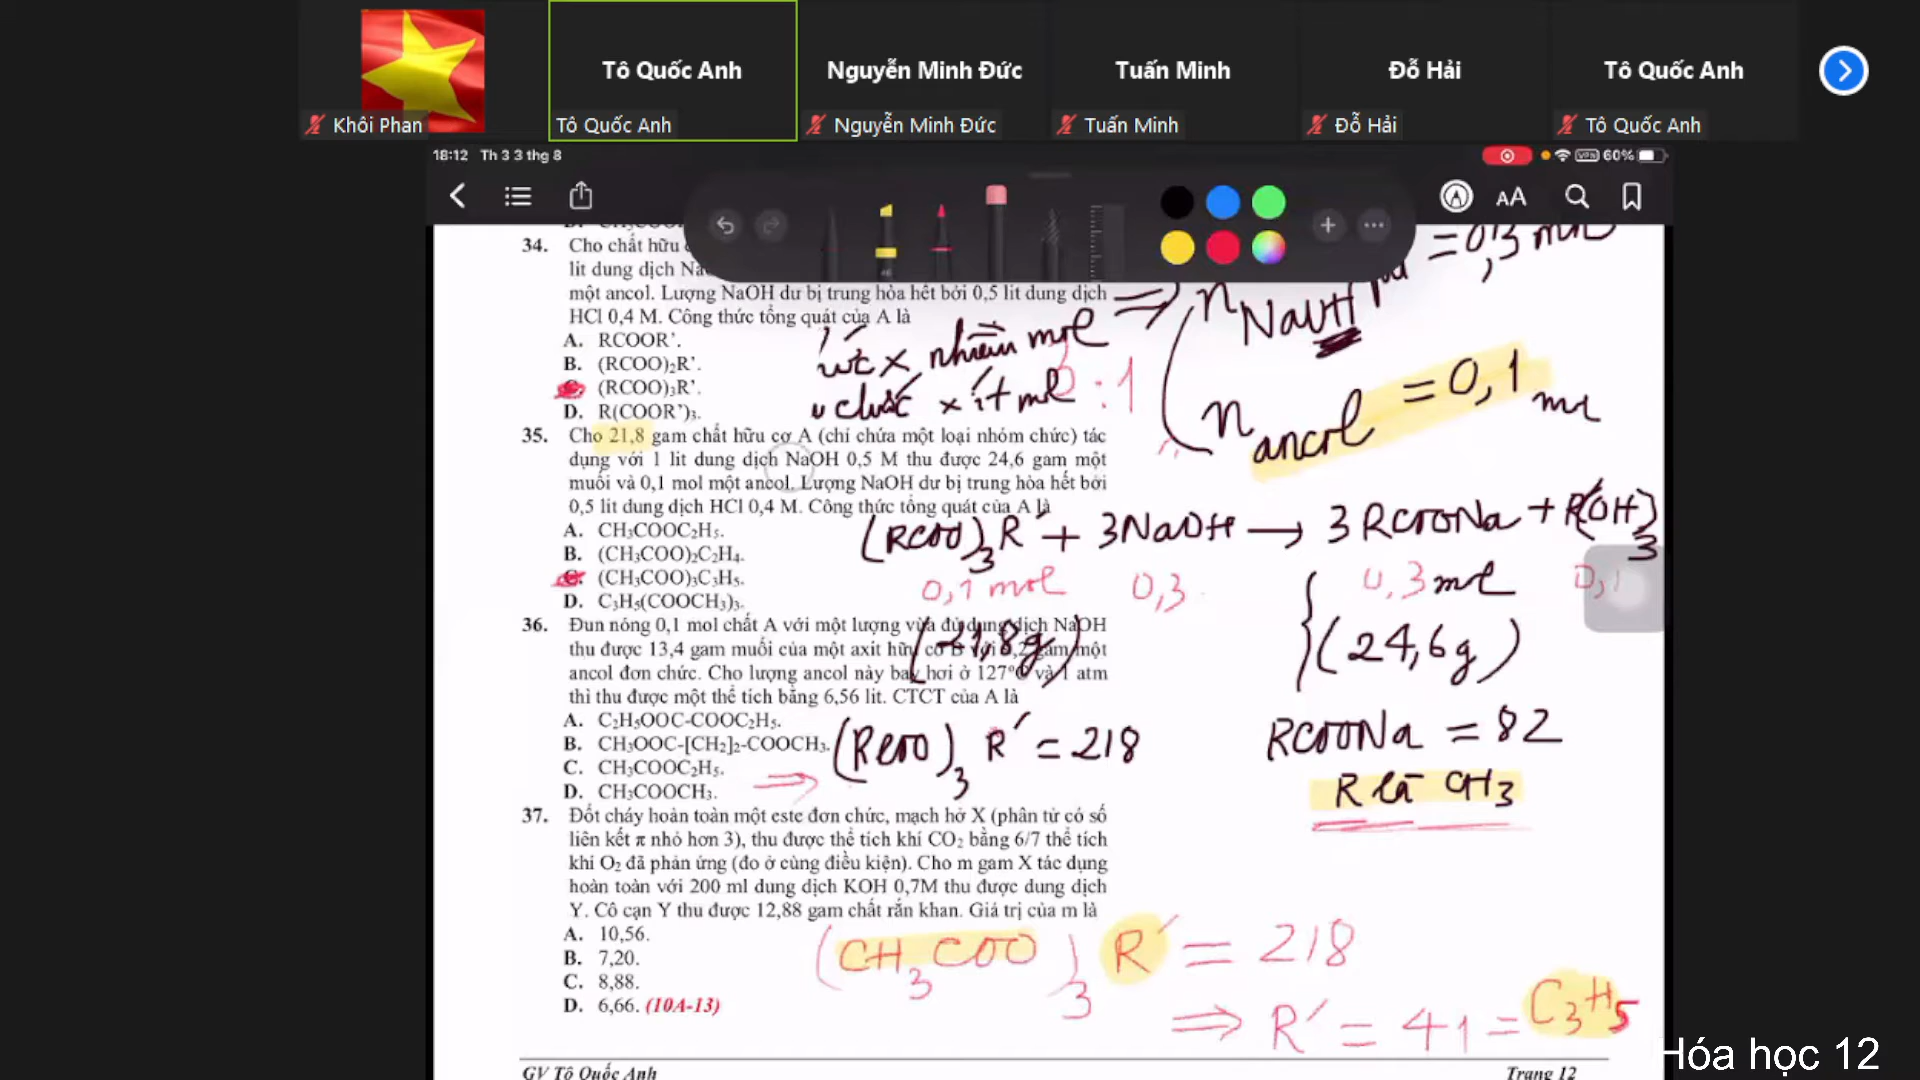 Tô Quốc Anh
Nguyễn Minh Đức
Tuấn Minh
Đỗ Hải
Tô Quốc Anh
Khôi Phan
Tô Quốc Anh
Nguyễn Minh Đức
Tuấn Minh
Đỗ Hải
Tô Quốc Anh
18:12 Th 3 3 thg 8
VPN 60%
AA
34. Cho chất hữu
lit dung dịch
một ancol. Lượng NaOH dư bị trung hòa hết bởi 0,5 lit dung dịch
HCl 0,4 M. Công thức tổng quát của A là
A. RCOOR’.
B. (RCOO)₂R’.
(RCOO)₃R’.
D. R(COOR’)₃.
nhiều mol
chức x ít mol
: 1
= 0,3 mol
⇒ n NaOH
n ancol = 0,1 mol
35. Cho 21,8 gam chất hữu cơ A (chỉ chứa một loại nhóm chức) tác
dụng với 1 lit dung dịch NaOH 0,5 M thu được 24,6 gam một
muối và 0,1 mol một ancol. Lượng NaOH dư bị trung hòa hết bởi
0,5 lit dung dịch HCl 0,4 M. Công thức tổng quát của A là
A. CH₃COOC₂H₅.
B. (CH₃COO)₂C₂H₄.
C. (CH₃COO)₃C₃H₅.
D. C₃H₅(COOCH₃)₃.
(RCOO)₃R′ + 3NaOH → 3RCOONa + R′(OH)₃
0,1 mol 0,3 0,3 mol 0,1
(21,8g) (24,6g)
36. Đun nóng 0,1 mol chất A với một lượng vừa đủ dung dịch NaOH
thu được 13,4 gam muối của một axit hữu cơ B với gam một
ancol đơn chức. Cho lượng ancol này bay hơi ở 127°C và 1 atm
thì thu được một thể tích bằng 6,56 lit. CTCT của A là
A. C₂H₅OOC-COOC₂H₅.
B. CH₃OOC-[CH₂]₂-COOCH₃.
C. CH₃COOC₂H₅.
D. CH₃COOCH₃.
⇒ (RCOO)₃R′ = 218
RCOONa = 82
R là CH₃
37. Đốt cháy hoàn toàn một este đơn chức, mạch hở X (phân tử có số
liên kết π nhỏ hơn 3), thu được thể tích khí CO₂ bằng 6/7 thể tích
khí O₂ đã phản ứng (đo ở cùng điều kiện). Cho m gam X tác dụng
hoàn toàn với 200 ml dung dịch KOH 0,7M thu được dung dịch
Y. Cô cạn Y thu được 12,88 gam chất rắn khan. Giá trị của m là
A. 10,56.
B. 7,20.
C. 8,88.
D. 6,66. (10A-13)
(CH₃COO)₃R′ = 218
⇒ R′ = 41 = C₃H₅
GV Tô Quốc Anh
Trang 12
Hóa học 12